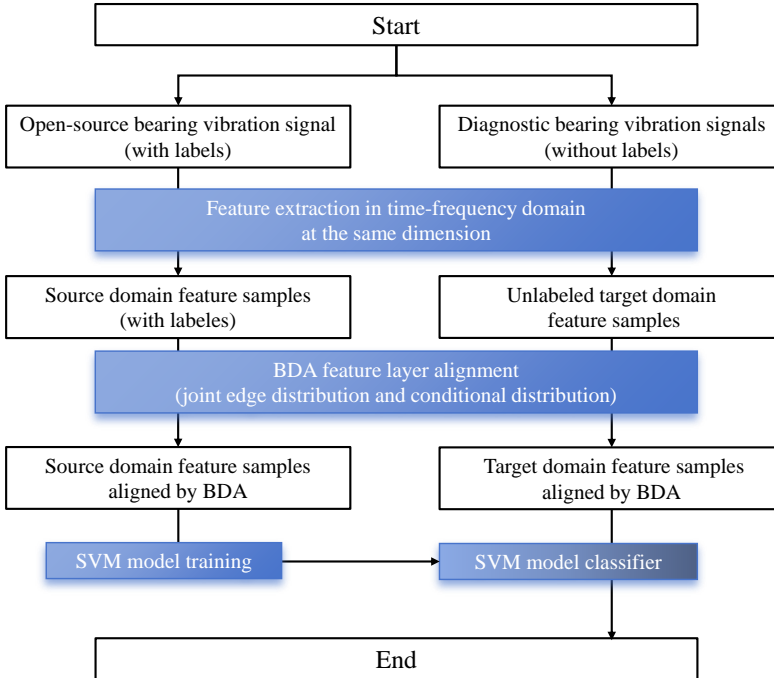 Start
Open-source bearing vibration signal
(with labels)
Diagnostic bearing vibration signals
(without labels)
Feature extraction in time-frequency domain
at the same dimension
Source domain feature samples
(with labeles)
Unlabeled target domain
feature samples
BDA feature layer alignment
(joint edge distribution and conditional distribution)
Source domain feature samples
aligned by BDA
Target domain feature samples
aligned by BDA
SVM model training
SVM model classifier
End